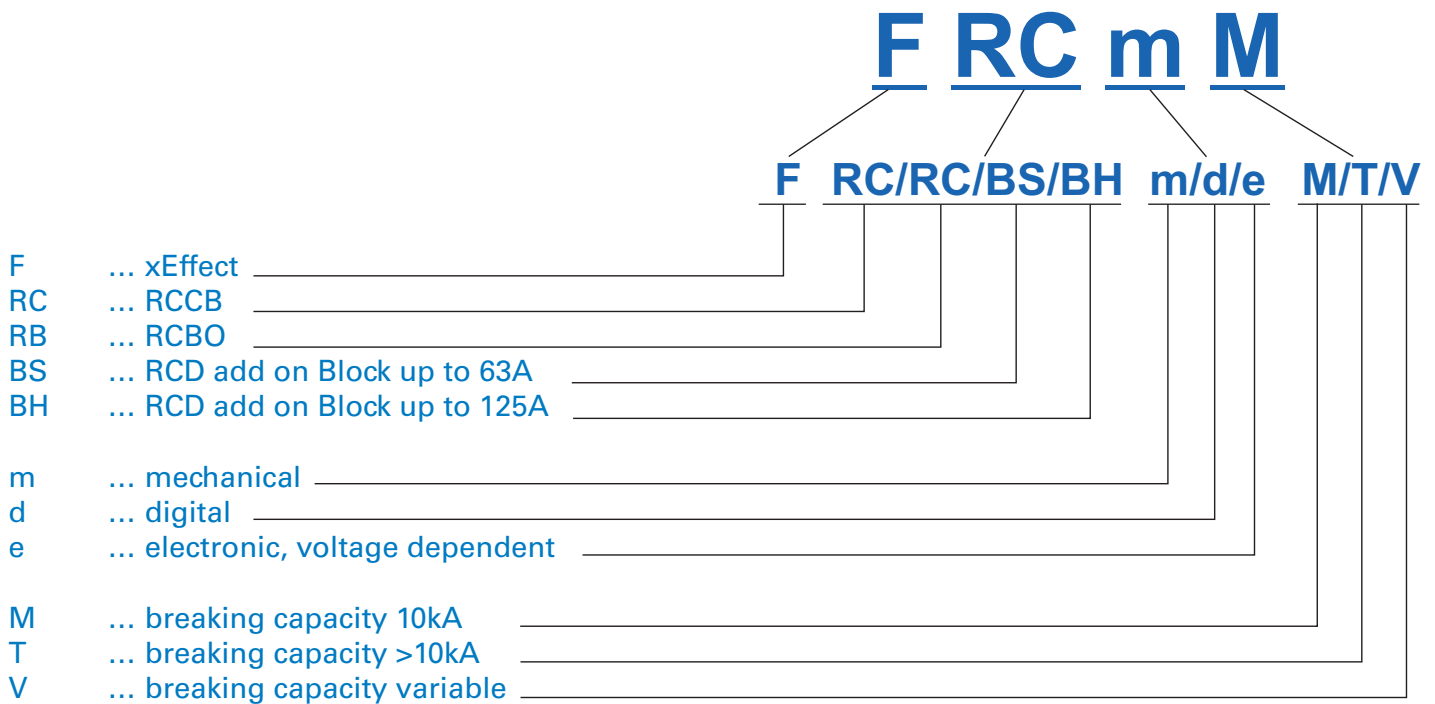 F RC m M
F RC/RC/BS/BH m/d/e M/T/V
F ... xEffect
RC ... RCCB
RB ... RCBO
BS ... RCD add on Block up to 63A
BH ... RCD add on Block up to 125A
m ... mechanical
d ... digital
e ... electronic, voltage dependent
M ... breaking capacity 10kA
T ... breaking capacity >10kA
V ... breaking capacity variable